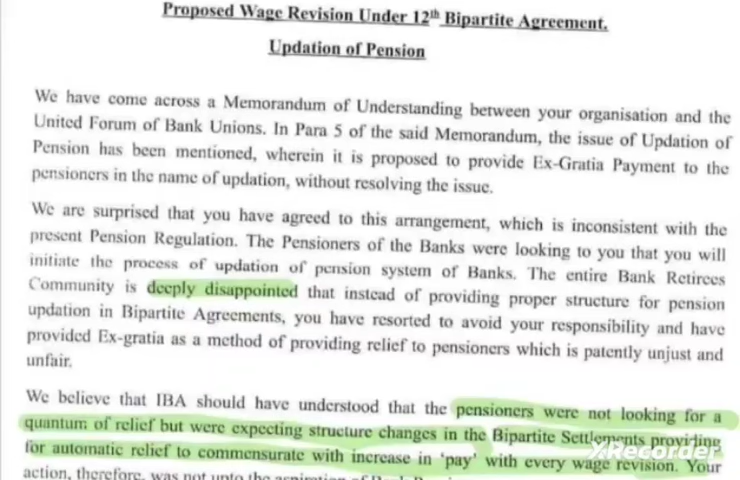 Proposed Wage Revision Under 12th Bipartite Agreement.
Updation of Pension
We have come across a Memorandum of Understanding between your organisation and the
United Forum of Bank Unions. In Para 5 of the said Memorandum, the issue of Updation of
Pension has been mentioned, wherein it is proposed to provide Ex-Gratia Payment to the
pensioners in the name of updation, without resolving the issue.
We are surprised that you have agreed to this arrangement, which is inconsistent with the
present Pension Regulation. The Pensioners of the Banks were looking to you that you will
initiate the process of updation of pension system of Banks. The entire Bank Retirees
Community is deeply disappointed that instead of providing proper structure for pension
updation in Bipartite Agreements, you have resorted to avoid your responsibility and have
provided Ex-gratia as a method of providing relief to pensioners which is patently unjust and
unfair.
We believe that IBA should have understood that the pensioners were not looking for a
quantum of relief but were expecting structure changes in the Bipartite Settlements providing
for automatic relief to commensurate with increase in 'pay' with every wage revision. Your
XRecorder
action, therefore, was not upto the